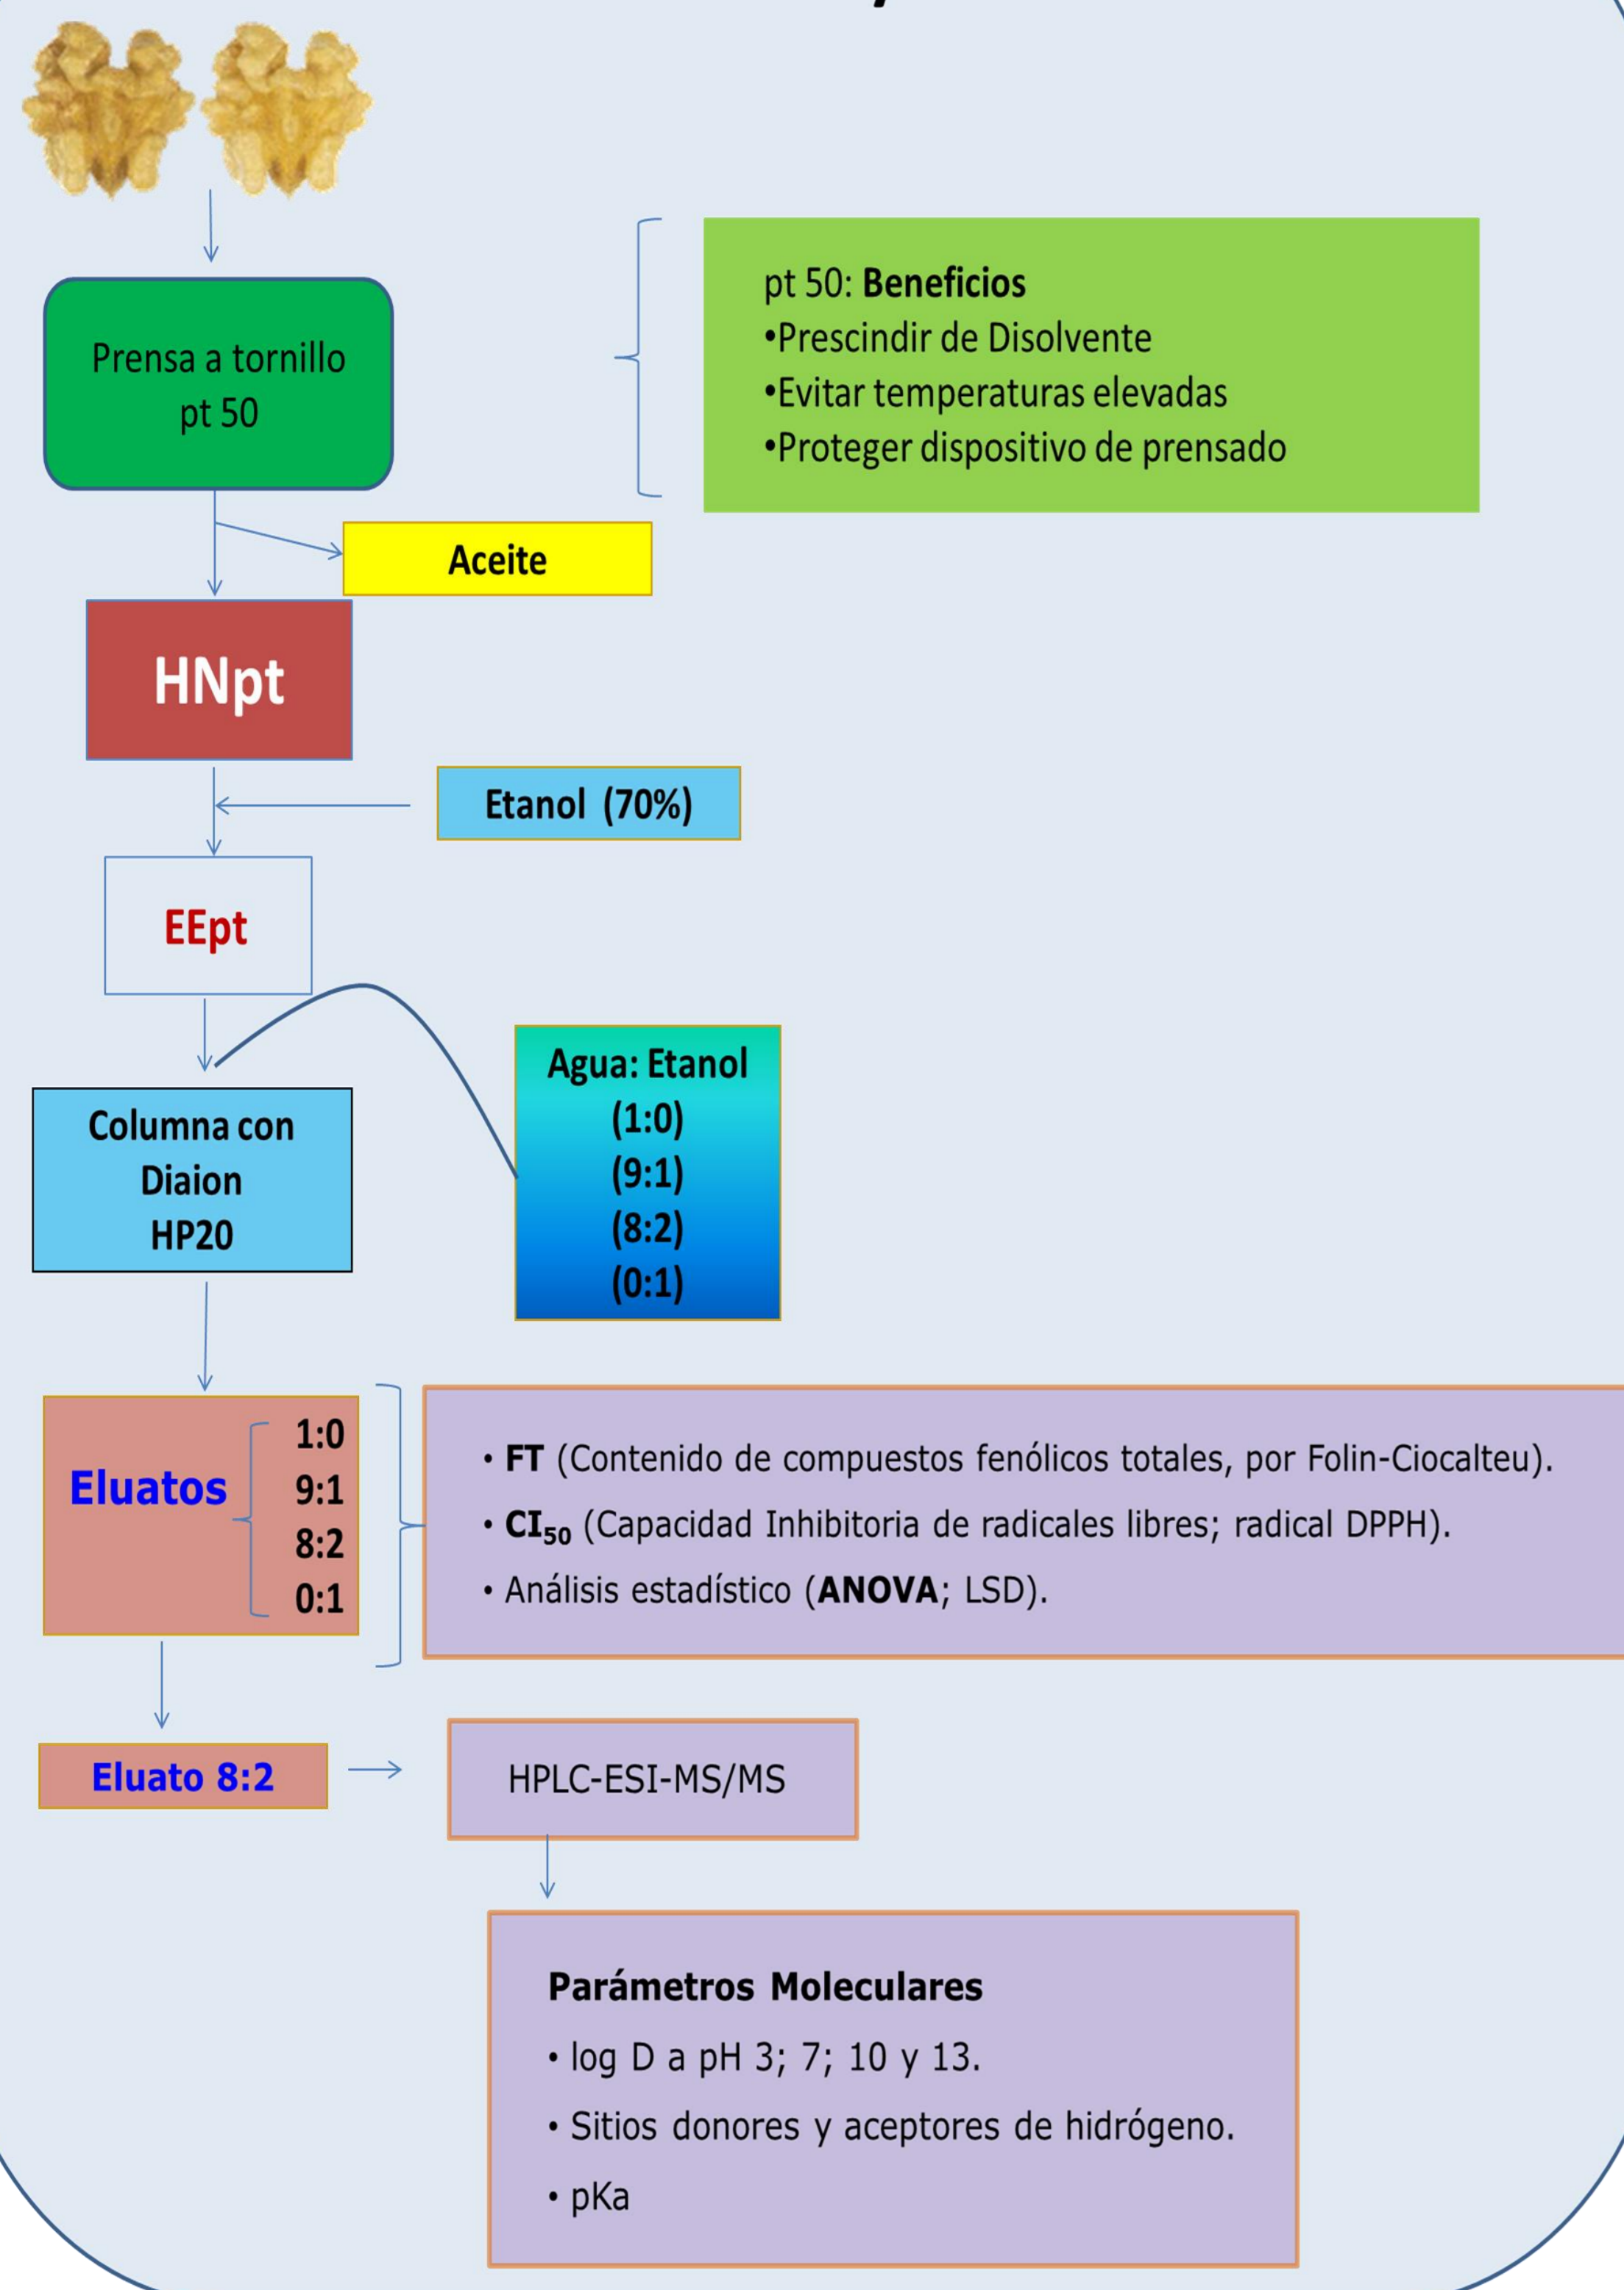 Prensa a tornillo
pt 50
pt 50: Beneficios
•Prescindir de Disolvente
•Evitar temperaturas elevadas
•Proteger dispositivo de prensado
Aceite
HNpt
Etanol (70%)
EEpt
Agua: Etanol
(1:0)
(9:1)
(8:2)
(0:1)
Columna con
Diaion
HP20
Eluatos
1:0
9:1
8:2
0:1
• FT (Contenido de compuestos fenólicos totales, por Folin-Ciocalteu).
• CI₅₀ (Capacidad Inhibitoria de radicales libres; radical DPPH).
• Análisis estadístico (ANOVA; LSD).
Eluato 8:2
HPLC-ESI-MS/MS
Parámetros Moleculares
• log D a pH 3; 7; 10 y 13.
• Sitios donores y aceptores de hidrógeno.
• pKa